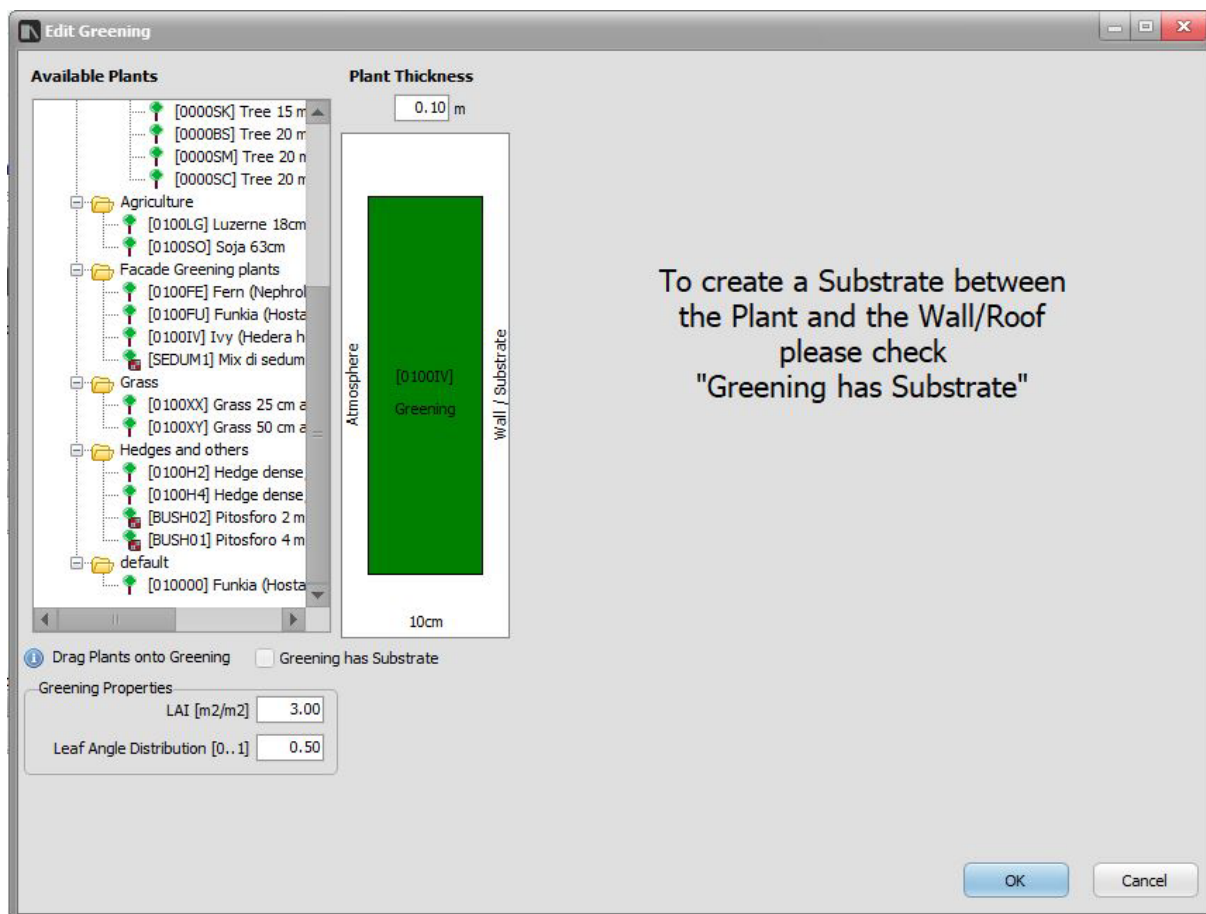 Edit Greening
Available Plants
[0000SK] Tree 15 m
[0000BS] Tree 20 m
[0000SM] Tree 20 m
[0000SC] Tree 20 m
Agriculture
[0100LG] Luzerne 18cm
[0100SO] Soja 63cm
Facade Greening plants
[0100FE] Fern (Nephrol
[0100FU] Funkia (Hosta
[0100IV] Ivy (Hedera h
[SEDUM1] Mix di sedum
Grass
[0100XX] Grass 25 cm a
[0100XY] Grass 50 cm a
Hedges and others
[0100H2] Hedge dense,
[0100H4] Hedge dense,
[BUSH02] Pitosforo 2 m
[BUSH01] Pitosforo 4 m
default
[010000] Funkia (Hosta
Plant Thickness
0.10 m
Atmosphere
[0100IV]
Greening
Wall / Substrate
10cm
To create a Substrate between
the Plant and the Wall/Roof
please check
"Greening has Substrate"
Drag Plants onto Greening
Greening has Substrate
Greening Properties
LAI [m2/m2] 3.00
Leaf Angle Distribution [0..1] 0.50
OK
Cancel